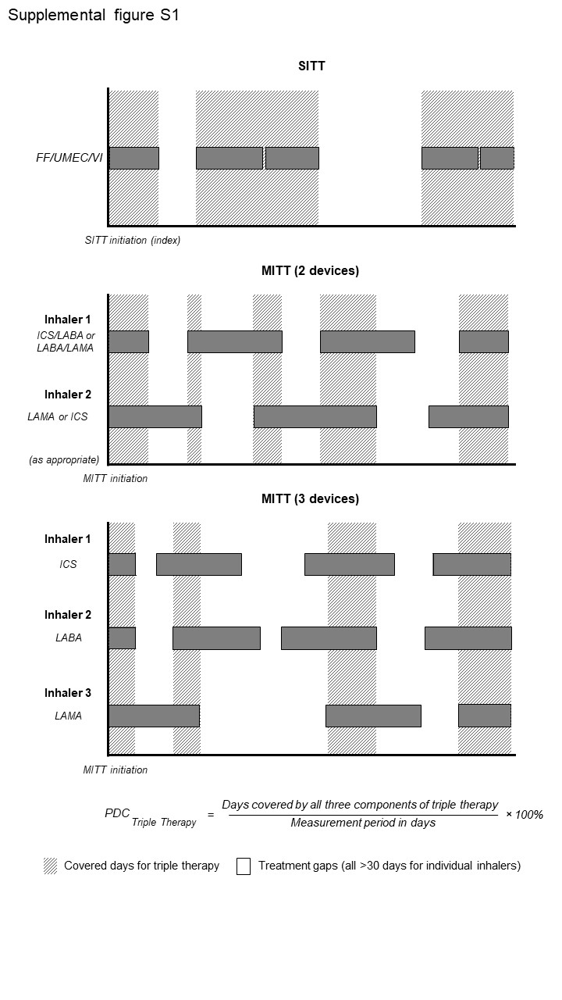 Supplemental figure S1
SITT
FF/UMEC/VI
SITT initiation (index)
MITT (2 devices)
Inhaler 1
ICS/LABA or
LABA/LAMA
Inhaler 2
LAMA or ICS
(as appropriate)
MITT initiation
MITT (3 devices)
Inhaler 1
ICS
Inhaler 2
LABA
Inhaler 3
LAMA
MITT initiation
PDC Triple Therapy = Days covered by all three components of triple therapy × 100%
Measurement period in days
Covered days for triple therapy
Treatment gaps (all >30 days for individual inhalers)